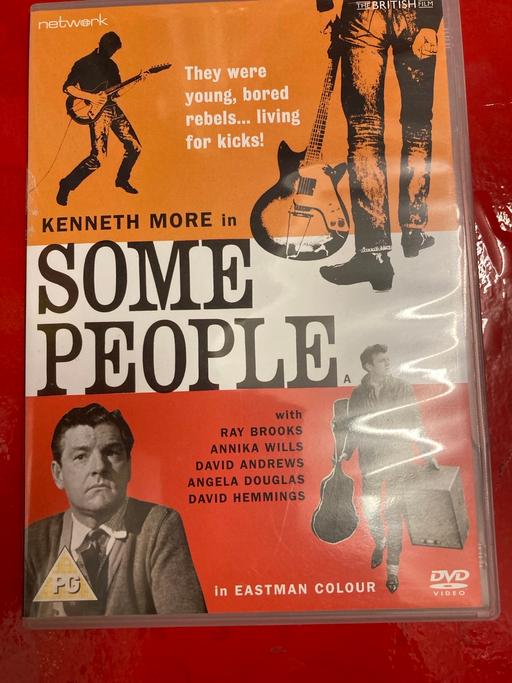 network
THE BRITISH FILM
They were
young, bored
rebels... living
for kicks!
KENNETH MORE in
SOME
PEOPLE
A
with
RAY BROOKS
ANNIKA WILLS
DAVID ANDREWS
ANGELA DOUGLAS
DAVID HEMMINGS
PG
in EASTMAN COLOUR
DVD
VIDEO